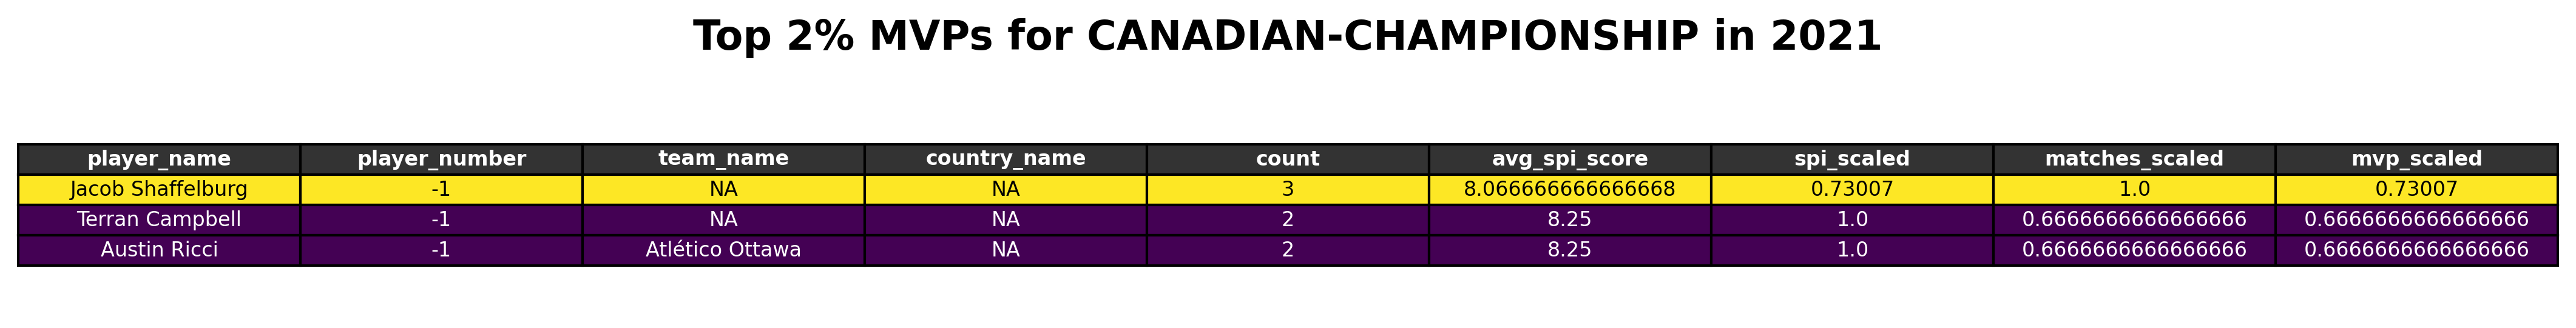 Top 2% MVPs for CANADIAN-CHAMPIONSHIP in 2021
player_name player_number team_name country_name count avg_spi_score spi_scaled matches_scaled mvp_scaled
Jacob Shaffelburg -1 NA NA 3 8.066666666666668 0.73007 1.0 0.73007
Terran Campbell -1 NA NA 2 8.25 1.0 0.6666666666666666 0.6666666666666666
Austin Ricci -1 Atlético Ottawa NA 2 8.25 1.0 0.6666666666666666 0.6666666666666666